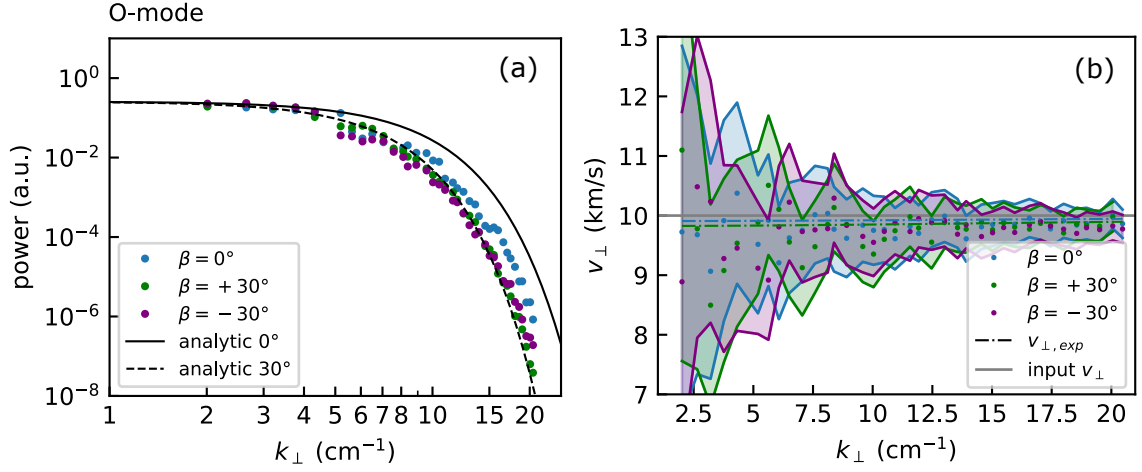 O-mode
(a)
power (a.u.)
10⁰
10⁻²
10⁻⁴
10⁻⁶
10⁻⁸
β = 0°
β = +30°
β = −30°
analytic 0°
analytic 30°
1 2 3 4 5 6 7 8 10 15 20
k⊥ (cm⁻¹)
(b)
v⊥ (km/s)
13
12
11
10
9
8
7
β = 0°
β = +30°
β = −30°
v⊥,exp
input v⊥
2.5 5.0 7.5 10.0 12.5 15.0 17.5 20.0
k⊥ (cm⁻¹)